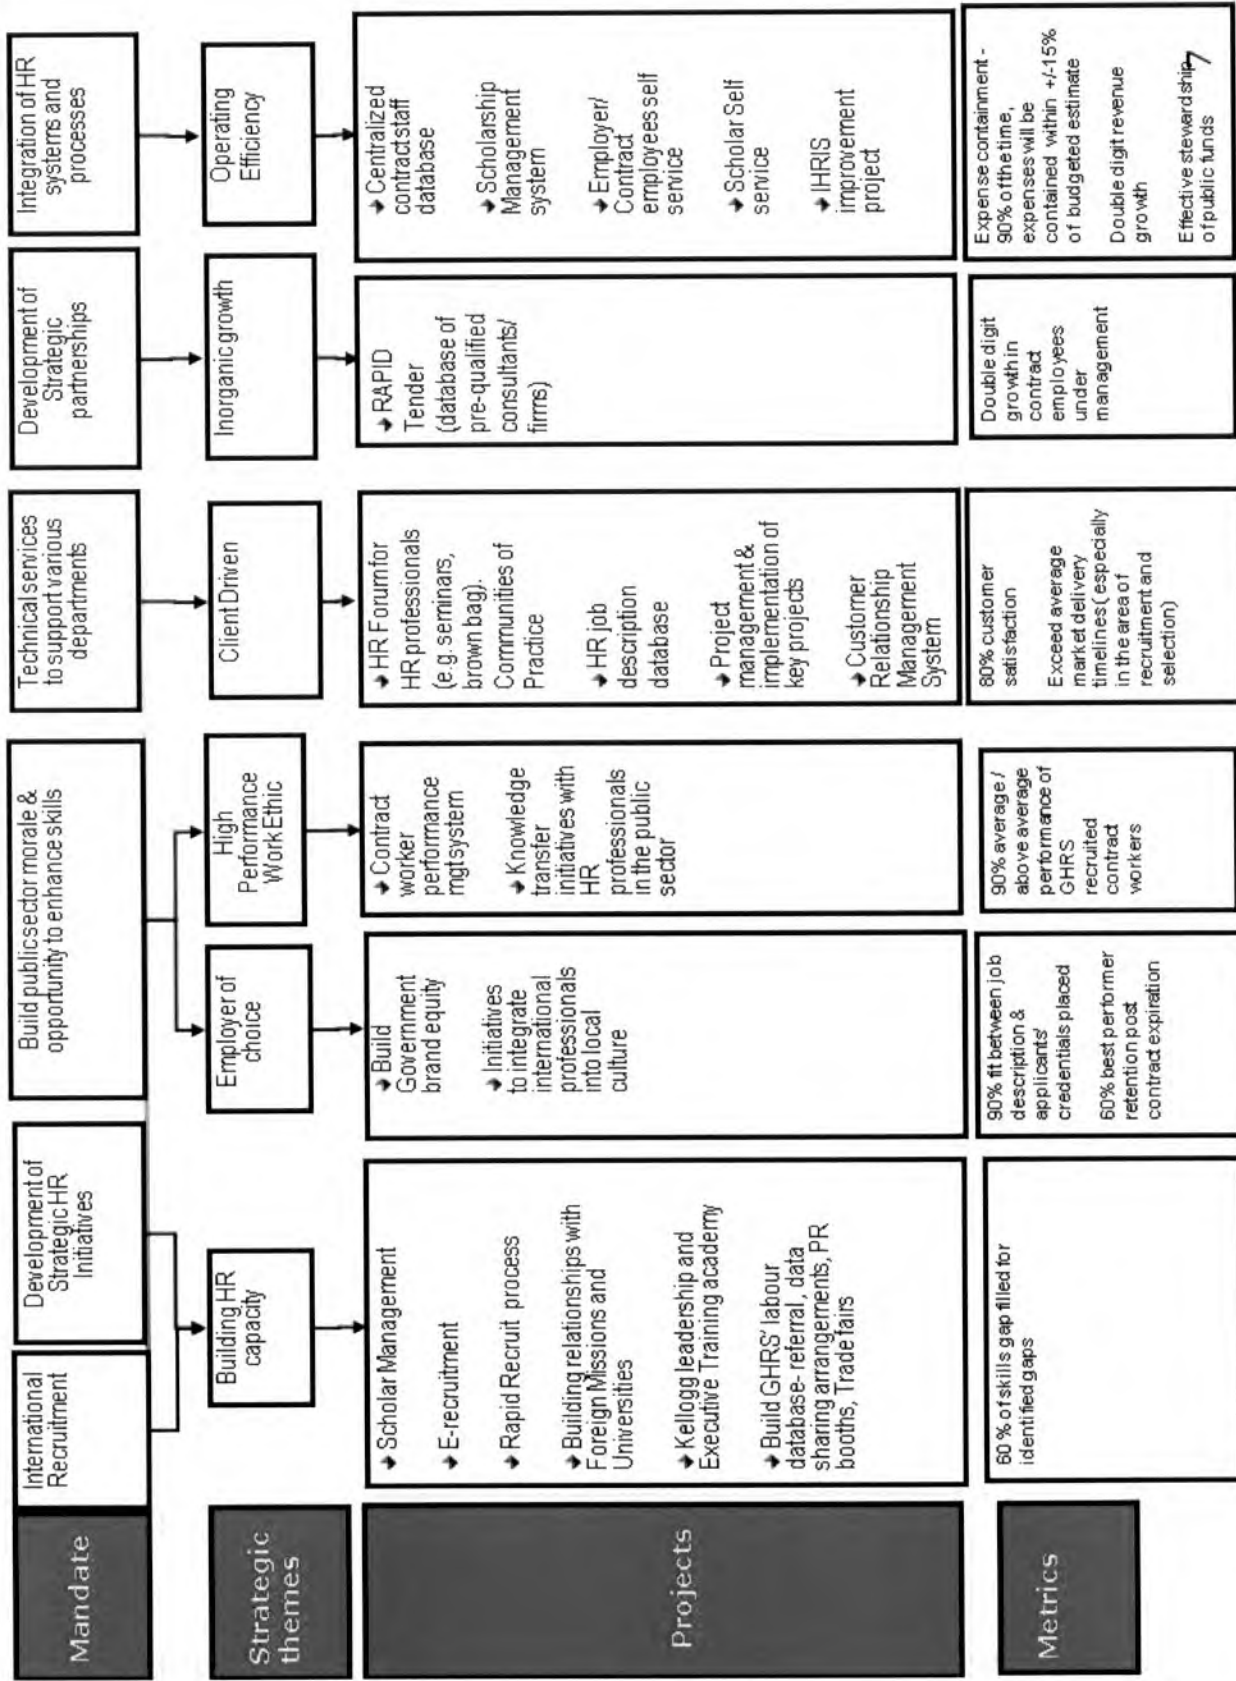 Mandate
International
Recruitment
Development of
Strategic HR
Initiatives
Build public sector morale &
opportunity to enhance skills
Technical services
to support various
departments
Development of
Strategic
partnerships
Integration of HR
systems and
processes
Strategic
themes
Building HR
capacity
Employer of
choice
High
Performance
Work Ethic
Client Driven
Inorganic growth
Operating
Efficiency
Projects
Scholar Management
E-recruitment
Rapid Recruit process
Building relationships with
Foreign Missions and
Universities
Kellogg leadership and
Executive Training academy
Build GHRS' labour
database- referral, data
sharing arrangements, PR
booths, Trade fairs
Build
Government
brand equity
Initiatives
to integrate
international
professionals
into local
culture
Contract
worker
performance
mgt system
Knowledge
transfer
initiatives with
HR
professionals
in the public
sector
HR Forum for
HR professionals
(e.g. seminars,
brown bag).
Communities of
Practice
HR job
description
database
Project
management &
implementation of
key projects
Customer
Relationship
Management
System
RAPID
Tender
(database of
pre-qualified
consultants/
firms)
Centralized
contract staff
database
Scholarship
Management
system
Employer/
Contract
employees self
service
Scholar Self
service
IHRIS
improvement
project
Metrics
60% of skills gap filled for
identified gaps
90% fit between job
description &
applicants'
credentials placed
60% best performer
retention post
contract expiration
90% average /
above average
performance of
GHRS
recruited
contract
workers
80% customer
satisfaction
Exceed average
market delivery
timelines (especially
in the area of
recruitment and
selection)
Double digit
growth in
contract
employees
under
management
Expense containment -
90% of the time,
expenses will be
contained within +/-15%
of budgeted estimate
Double digit revenue
growth
Effective stewardship
of public funds
7